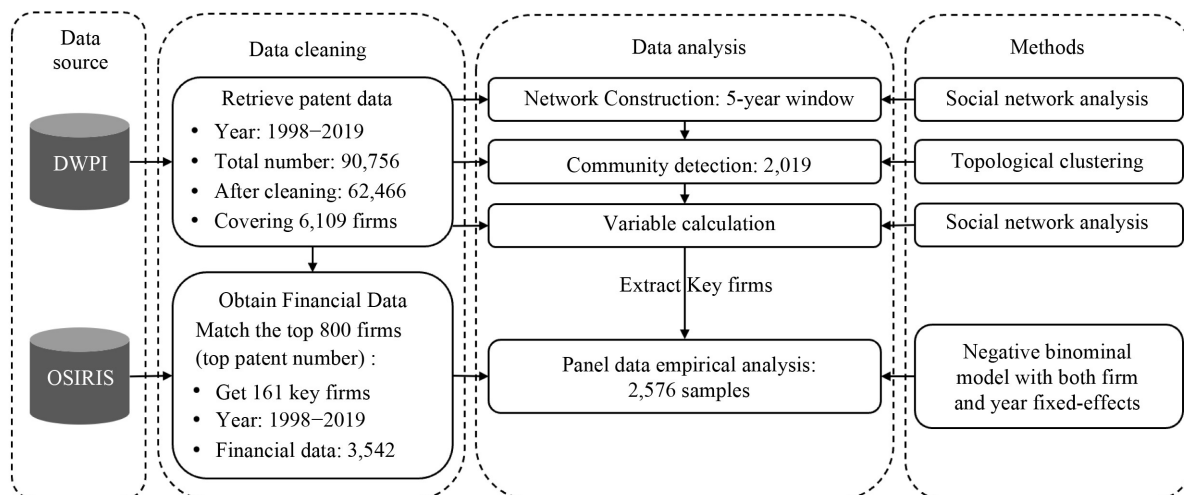 Data
source
DWPI
OSIRIS
Data cleaning
Retrieve patent data
• Year: 1998−2019
• Total number: 90,756
• After cleaning: 62,466
• Covering 6,109 firms
Obtain Financial Data
Match the top 800 firms
(top patent number) :
• Get 161 key firms
• Year: 1998−2019
• Financial data: 3,542
Data analysis
Network Construction: 5-year window
Community detection: 2,019
Variable calculation
Extract Key firms
Panel data empirical analysis:
2,576 samples
Methods
Social network analysis
Topological clustering
Social network analysis
Negative binominal
model with both firm
and year fixed-effects